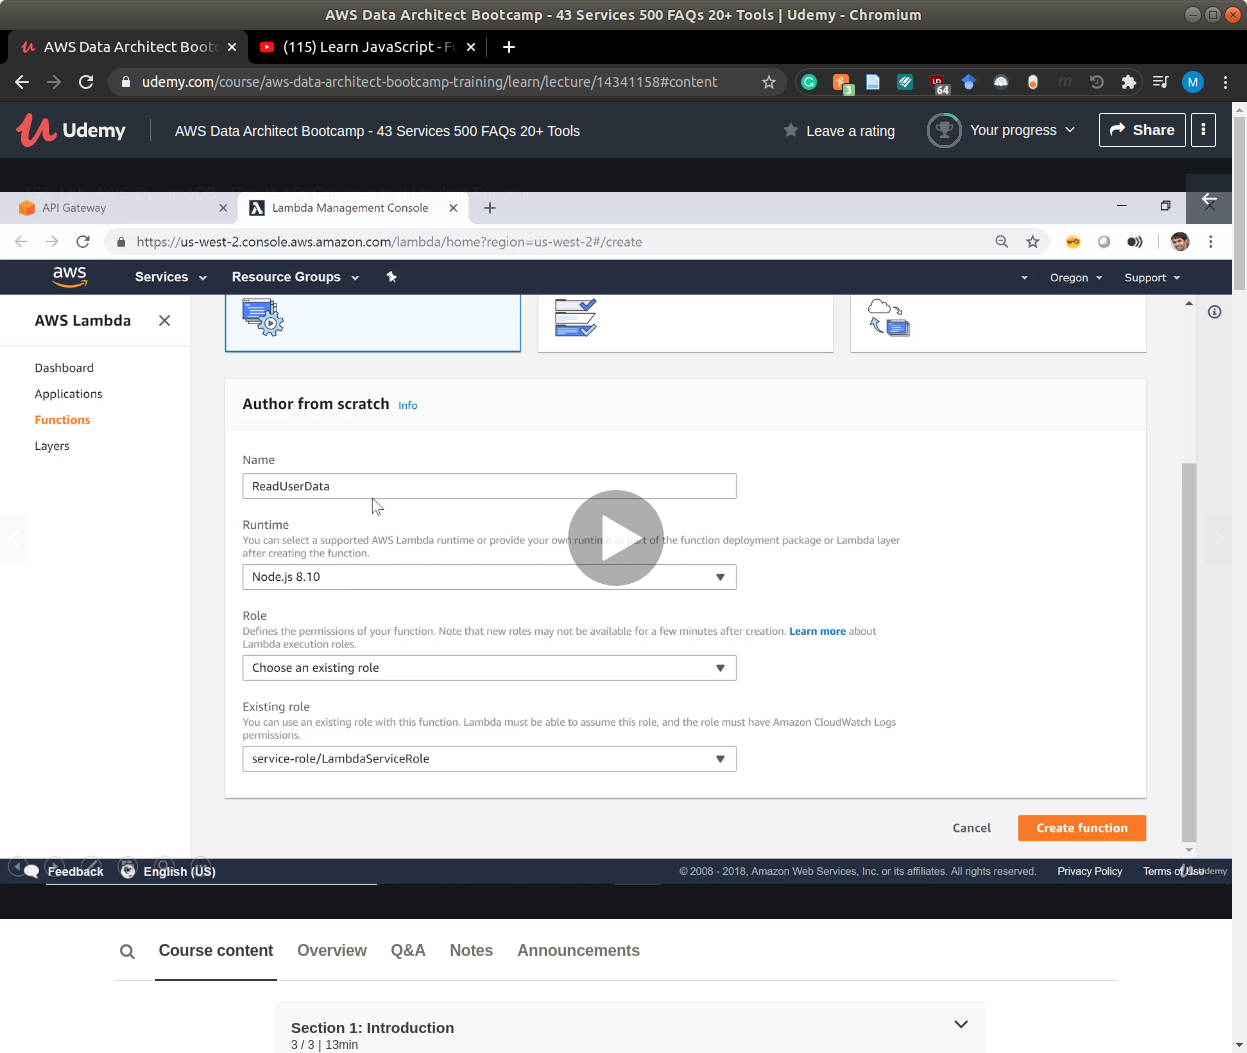 AWS Data Architect Bootcamp - 43 Services 500 FAQs 20+ Tools | Udemy - Chromium
AWS Data Architect Bootc
(115) Learn JavaScript - Fu
udemy.com/course/aws-data-architect-bootcamp-training/learn/lecture/14341158#content
3
64
M
Udemy
AWS Data Architect Bootcamp - 43 Services 500 FAQs 20+ Tools
Leave a rating
Your progress
Share
API Gateway
Lambda Management Console
https://us-west-2.console.aws.amazon.com/lambda/home?region=us-west-2#/create
aws
Services
Resource Groups
Oregon
Support
AWS Lambda
Dashboard
Applications
Functions
Layers
Author from scratch Info
Name
ReadUserData
Runtime
You can select a supported AWS Lambda runtime or provide your own runtime as part of the function deployment package or Lambda layer
after creating the function.
Node.js 8.10
Role
Defines the permissions of your function. Note that new roles may not be available for a few minutes after creation. Learn more about
Lambda execution roles.
Choose an existing role
Existing role
You can use an existing role with this function. Lambda must be able to assume this role, and the role must have Amazon CloudWatch Logs
permissions.
service-role/LambdaServiceRole
Cancel
Create function
Feedback
English (US)
© 2008 - 2018, Amazon Web Services, Inc. or its affiliates. All rights reserved.
Privacy Policy
Terms of Use
Udemy
Course content
Overview
Q&A
Notes
Announcements
Section 1: Introduction
3 / 3 | 13min